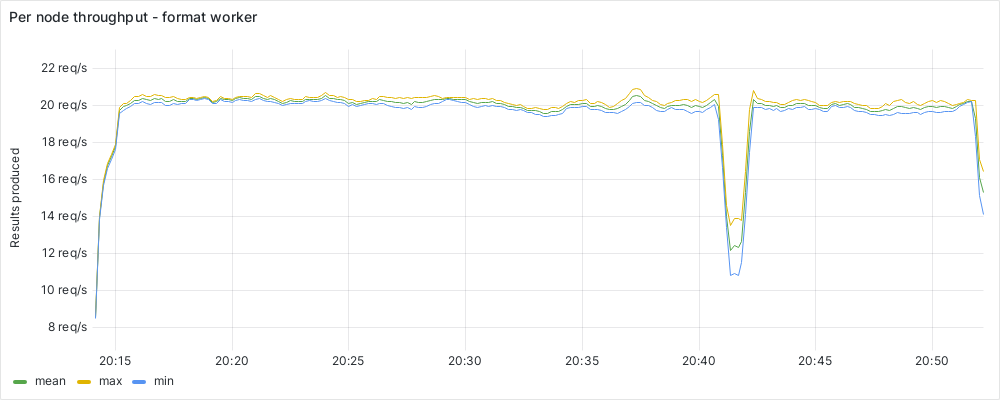 Per node throughput - format worker
Results produced
22 req/s
20 req/s
18 req/s
16 req/s
14 req/s
12 req/s
10 req/s
8 req/s
20:15 20:20 20:25 20:30 20:35 20:40 20:45 20:50
mean max min